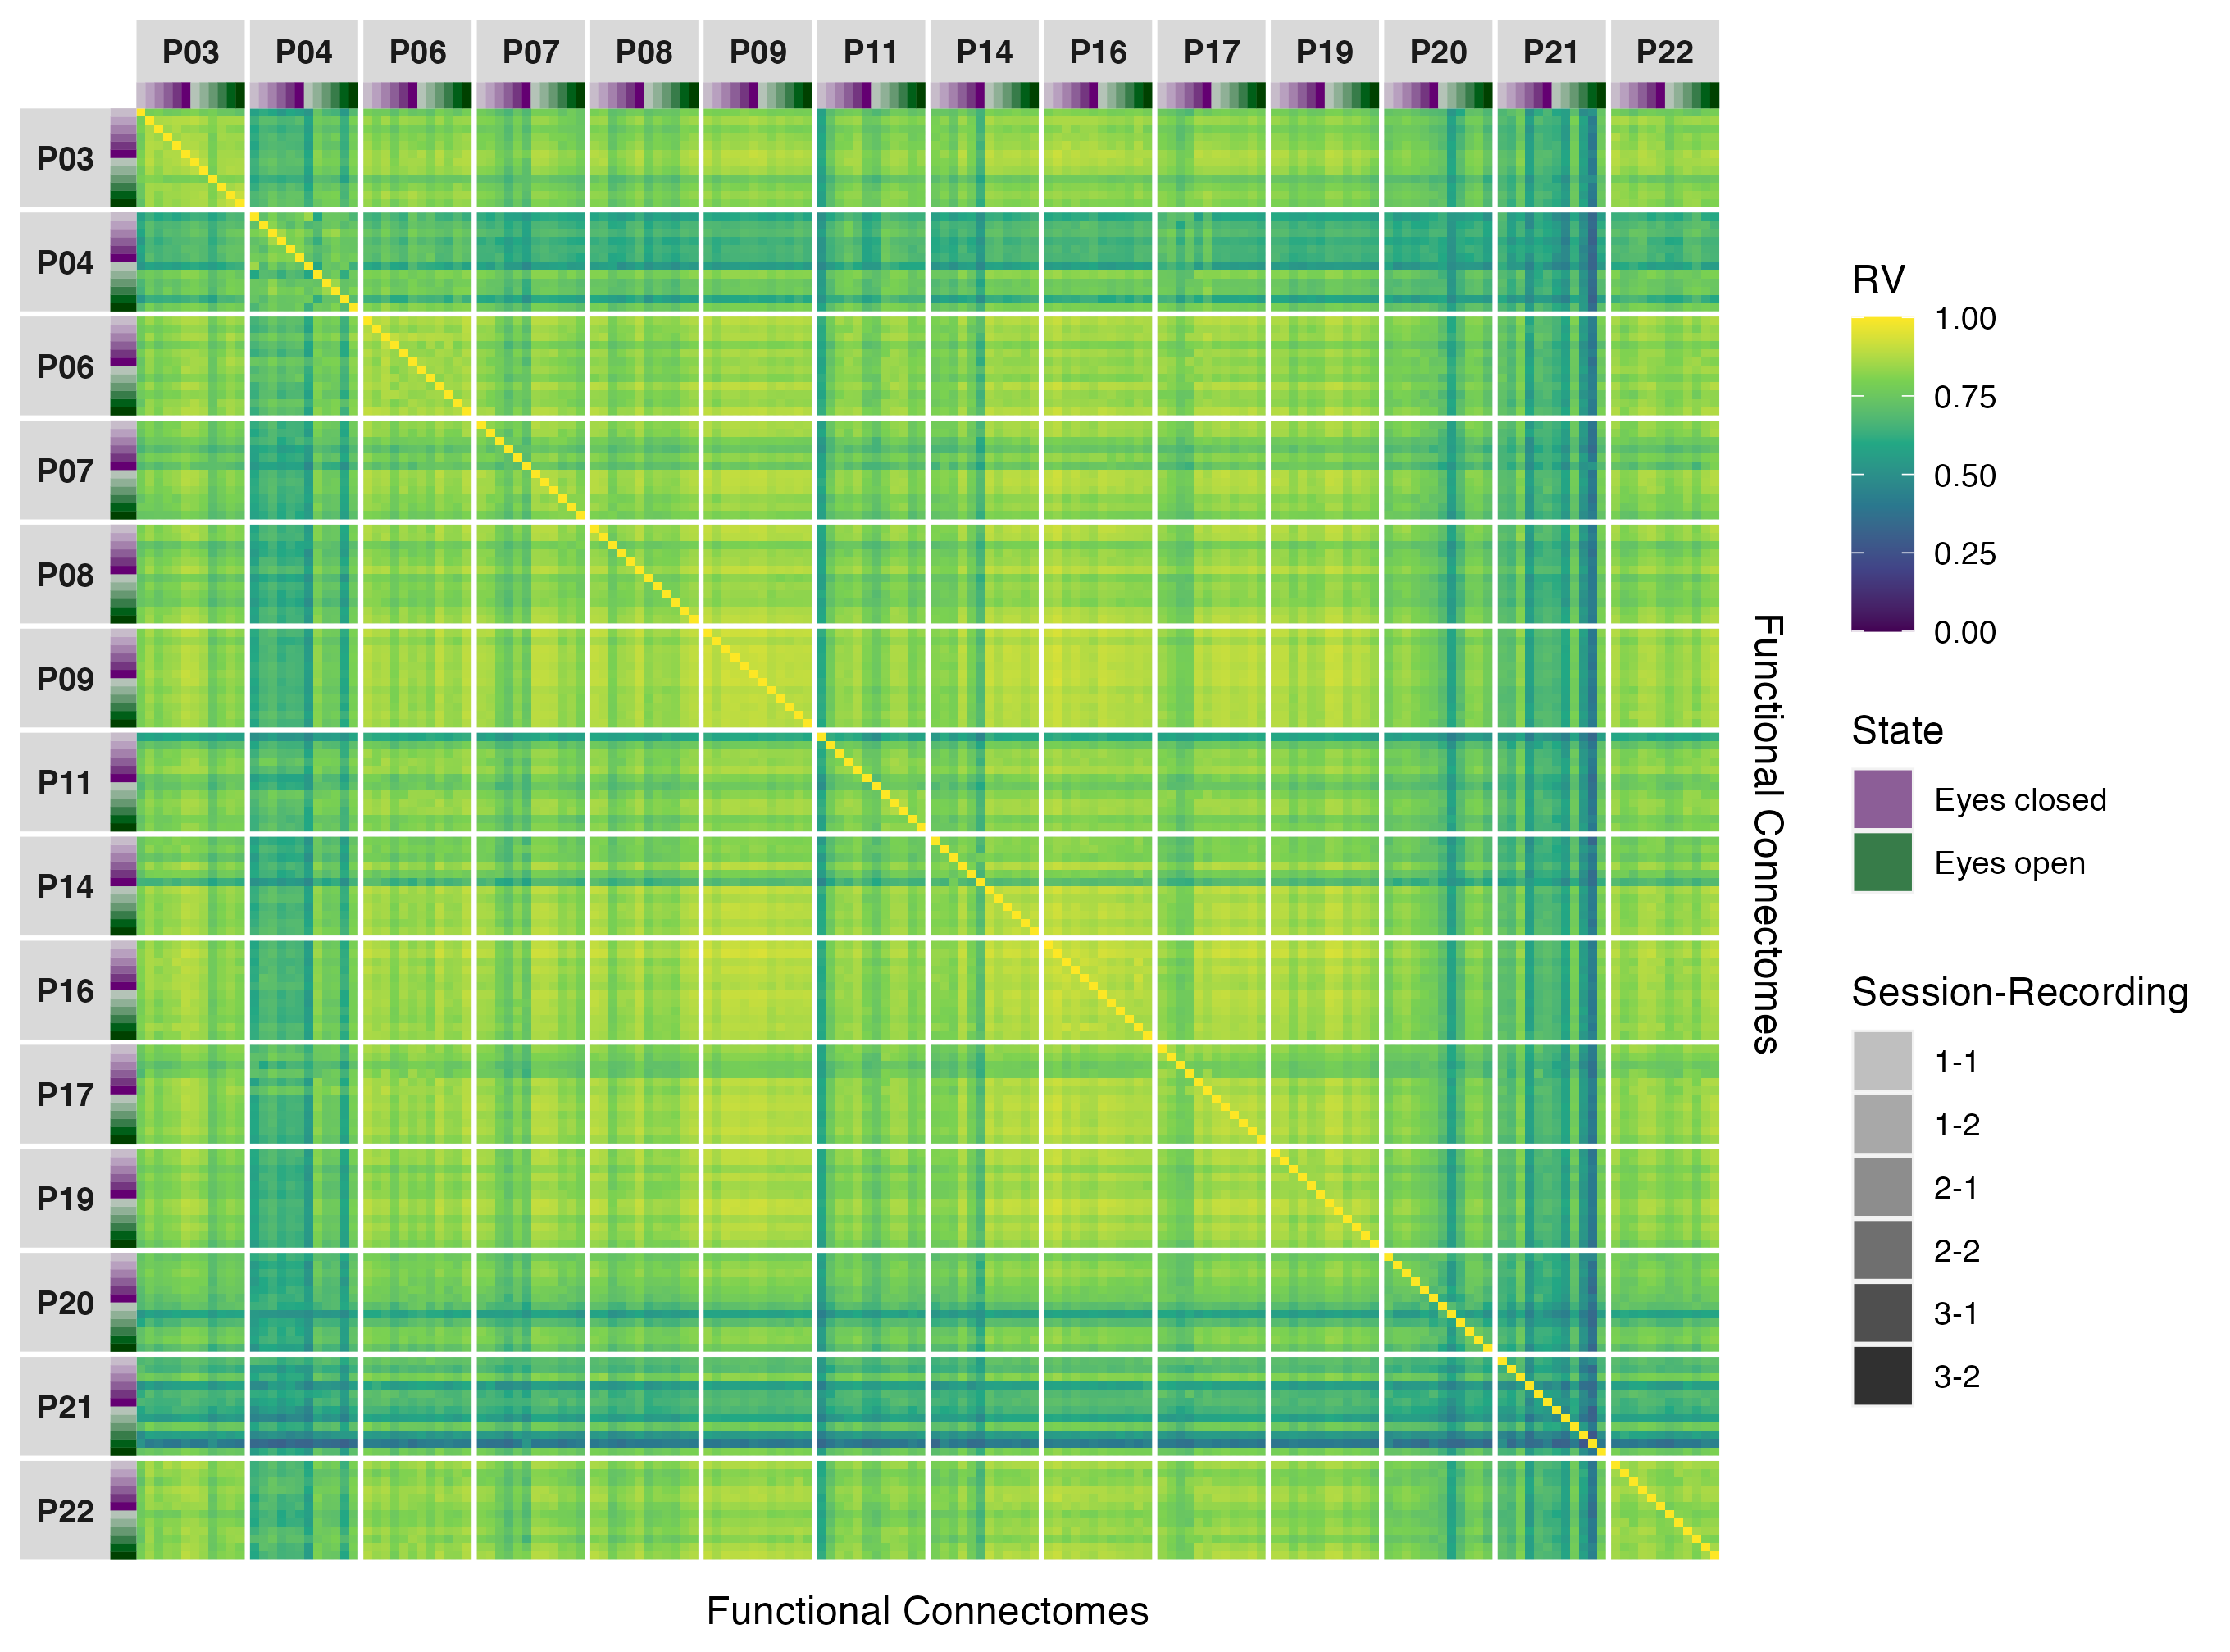 P03 P04 P06 P07 P08 P09 P11 P14 P16 P17 P19 P20 P21 P22
P03
P04
P06
P07
P08
P09
P11
P14
P16
P17
P19
P20
P21
P22
Functional Connectomes
Functional Connectomes
RV
1.00
0.75
0.50
0.25
0.00
State
Eyes closed
Eyes open
Session-Recording
1-1
1-2
2-1
2-2
3-1
3-2